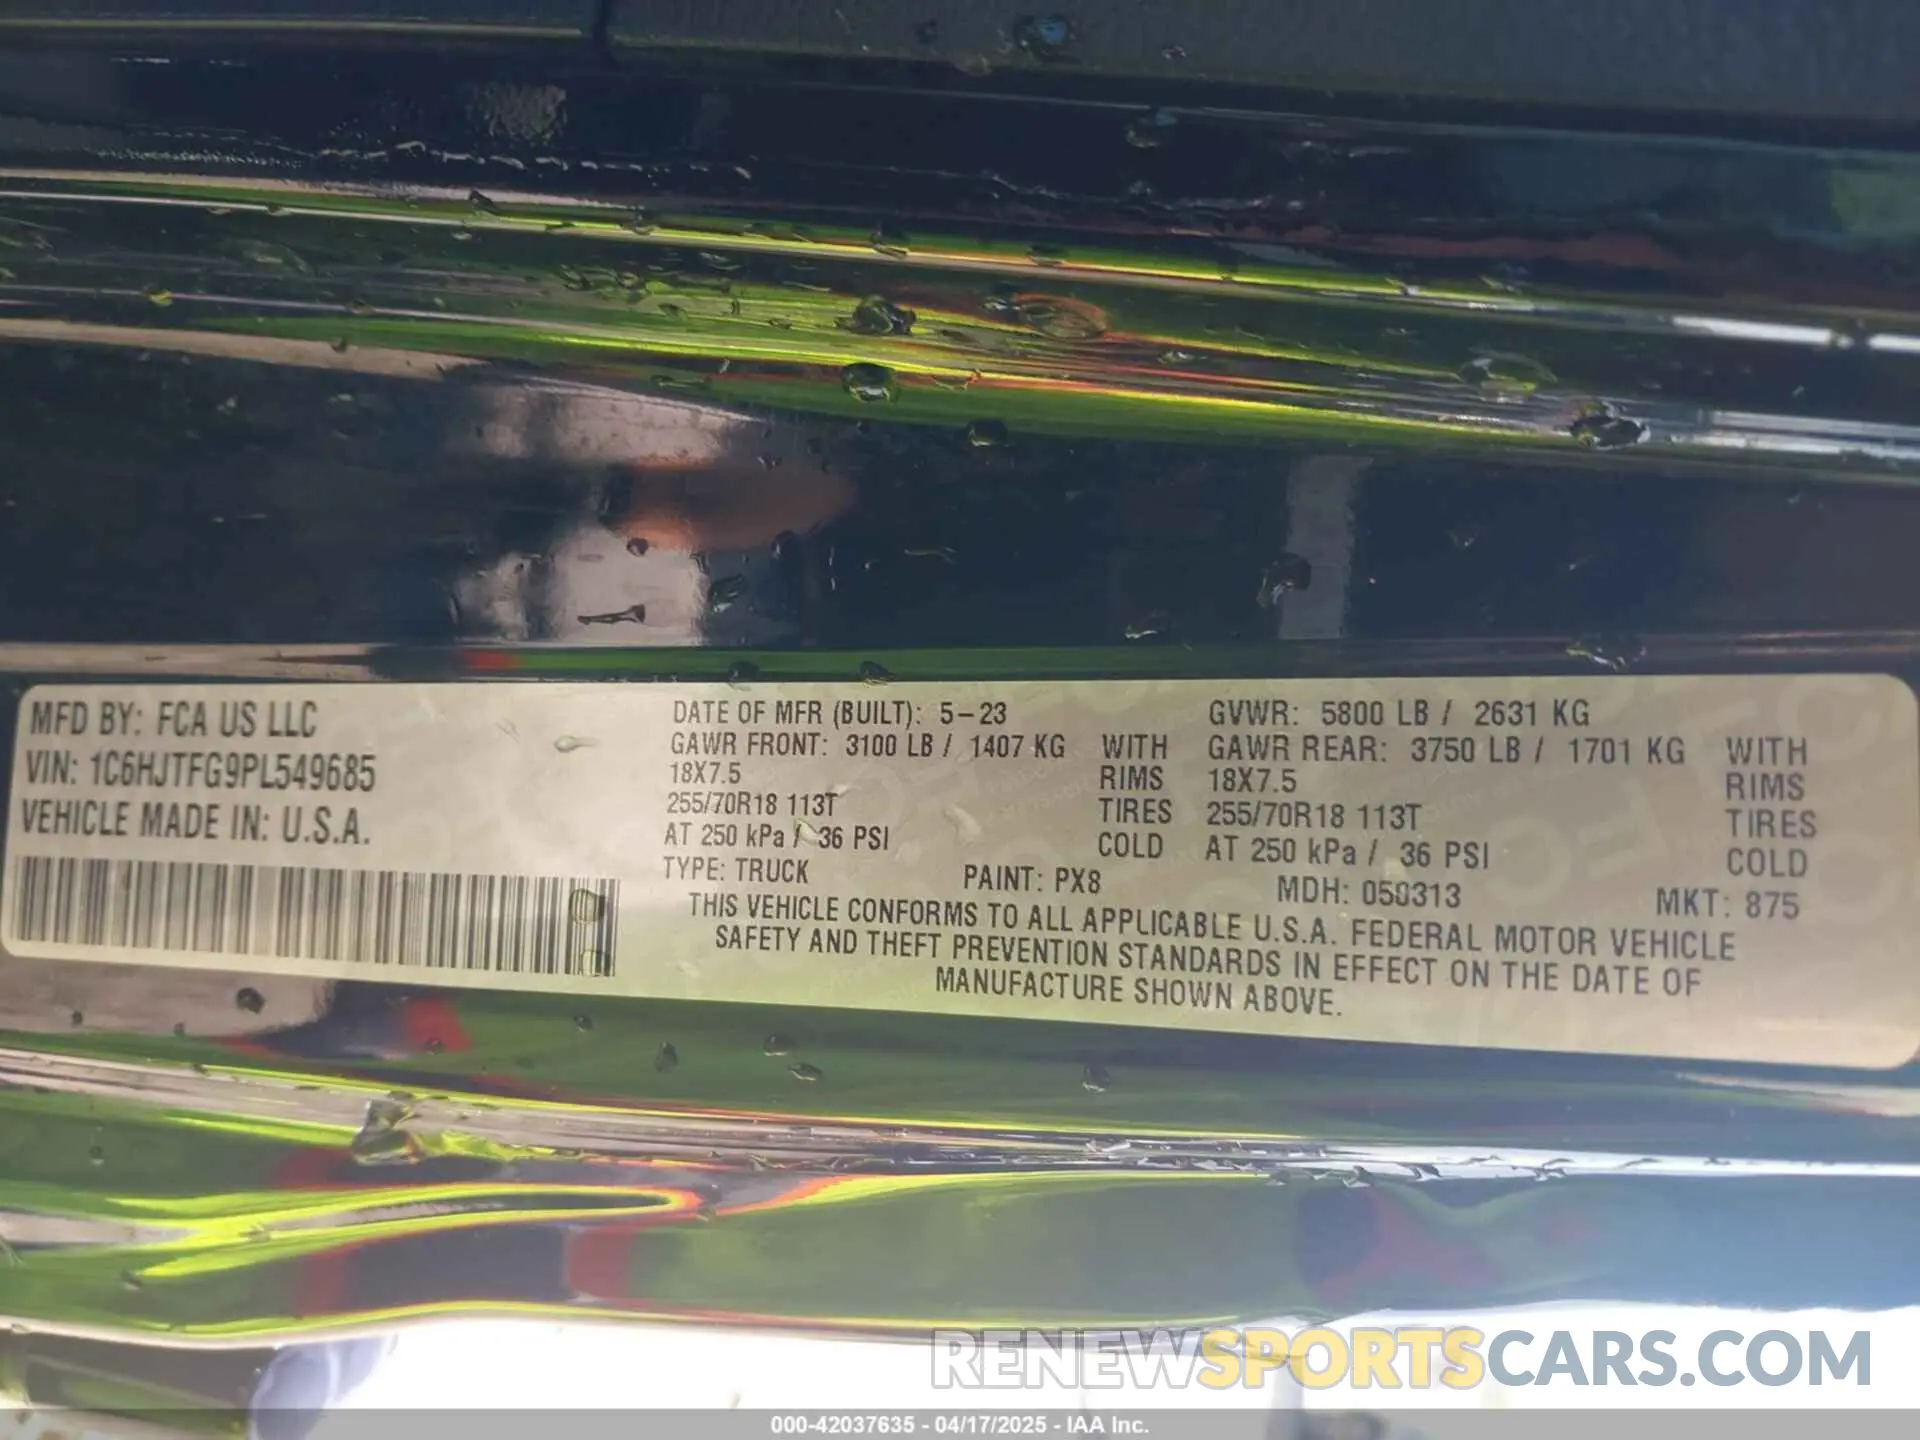 MFD BY: FCA US LLC
VIN: 1C6HJTFG9PL549685
VEHICLE MADE IN: U.S.A.
DATE OF MFR (BUILT): 5-23
GVWR: 5800 LB / 2631 KG
GAWR FRONT: 3100 LB / 1407 KG WITH
18X7.5 RIMS
255/70R18 113T TIRES
AT 250 kPa / 36 PSI COLD
GAWR REAR: 3750 LB / 1701 KG WITH
18X7.5 RIMS
255/70R18 113T TIRES
AT 250 kPa / 36 PSI COLD
TYPE: TRUCK PAINT: PX8 MDH: 050313 MKT: 875
THIS VEHICLE CONFORMS TO ALL APPLICABLE U.S.A. FEDERAL MOTOR VEHICLE
SAFETY AND THEFT PREVENTION STANDARDS IN EFFECT ON THE DATE OF
MANUFACTURE SHOWN ABOVE.
RENEWSPORTSCARS.COM
000-42037635 - 04/17/2025 - IAA Inc.